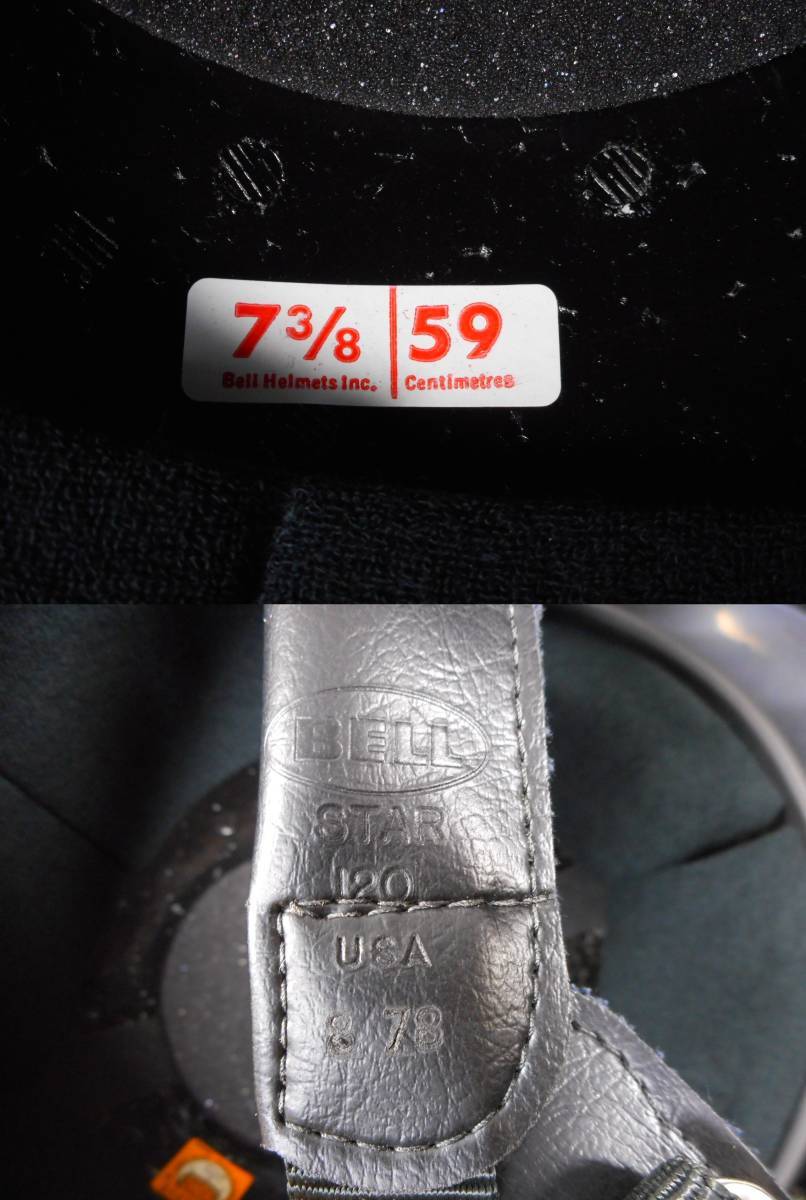 7 3/8 | 59
Bell Helmets Inc. | Centimetres
BELL
STAR
120
USA
8 78